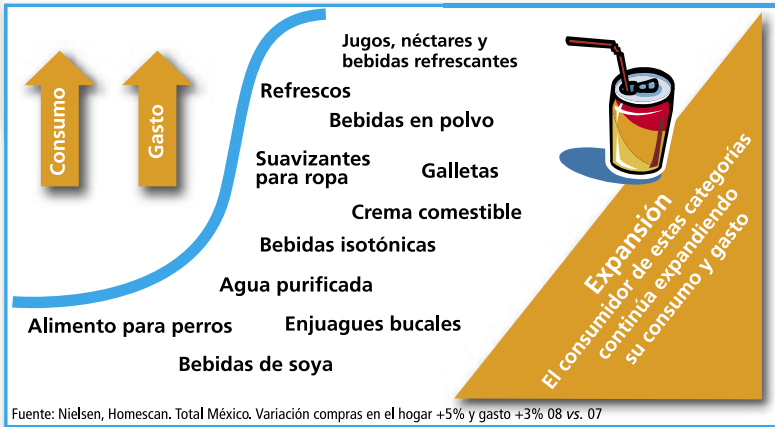 Consumo
Gasto
Jugos, néctares y
bebidas refrescantes
Refrescos
Bebidas en polvo
Suavizantes
para ropa
Galletas
Crema comestible
Bebidas isotónicas
Agua purificada
Alimento para perros
Enjuagues bucales
Bebidas de soya
Expansión
El consumidor de estas categorías
continúa expandiendo
su consumo y gasto
Fuente: Nielsen, Homescan. Total México. Variación compras en el hogar +5% y gasto +3% 08 vs. 07